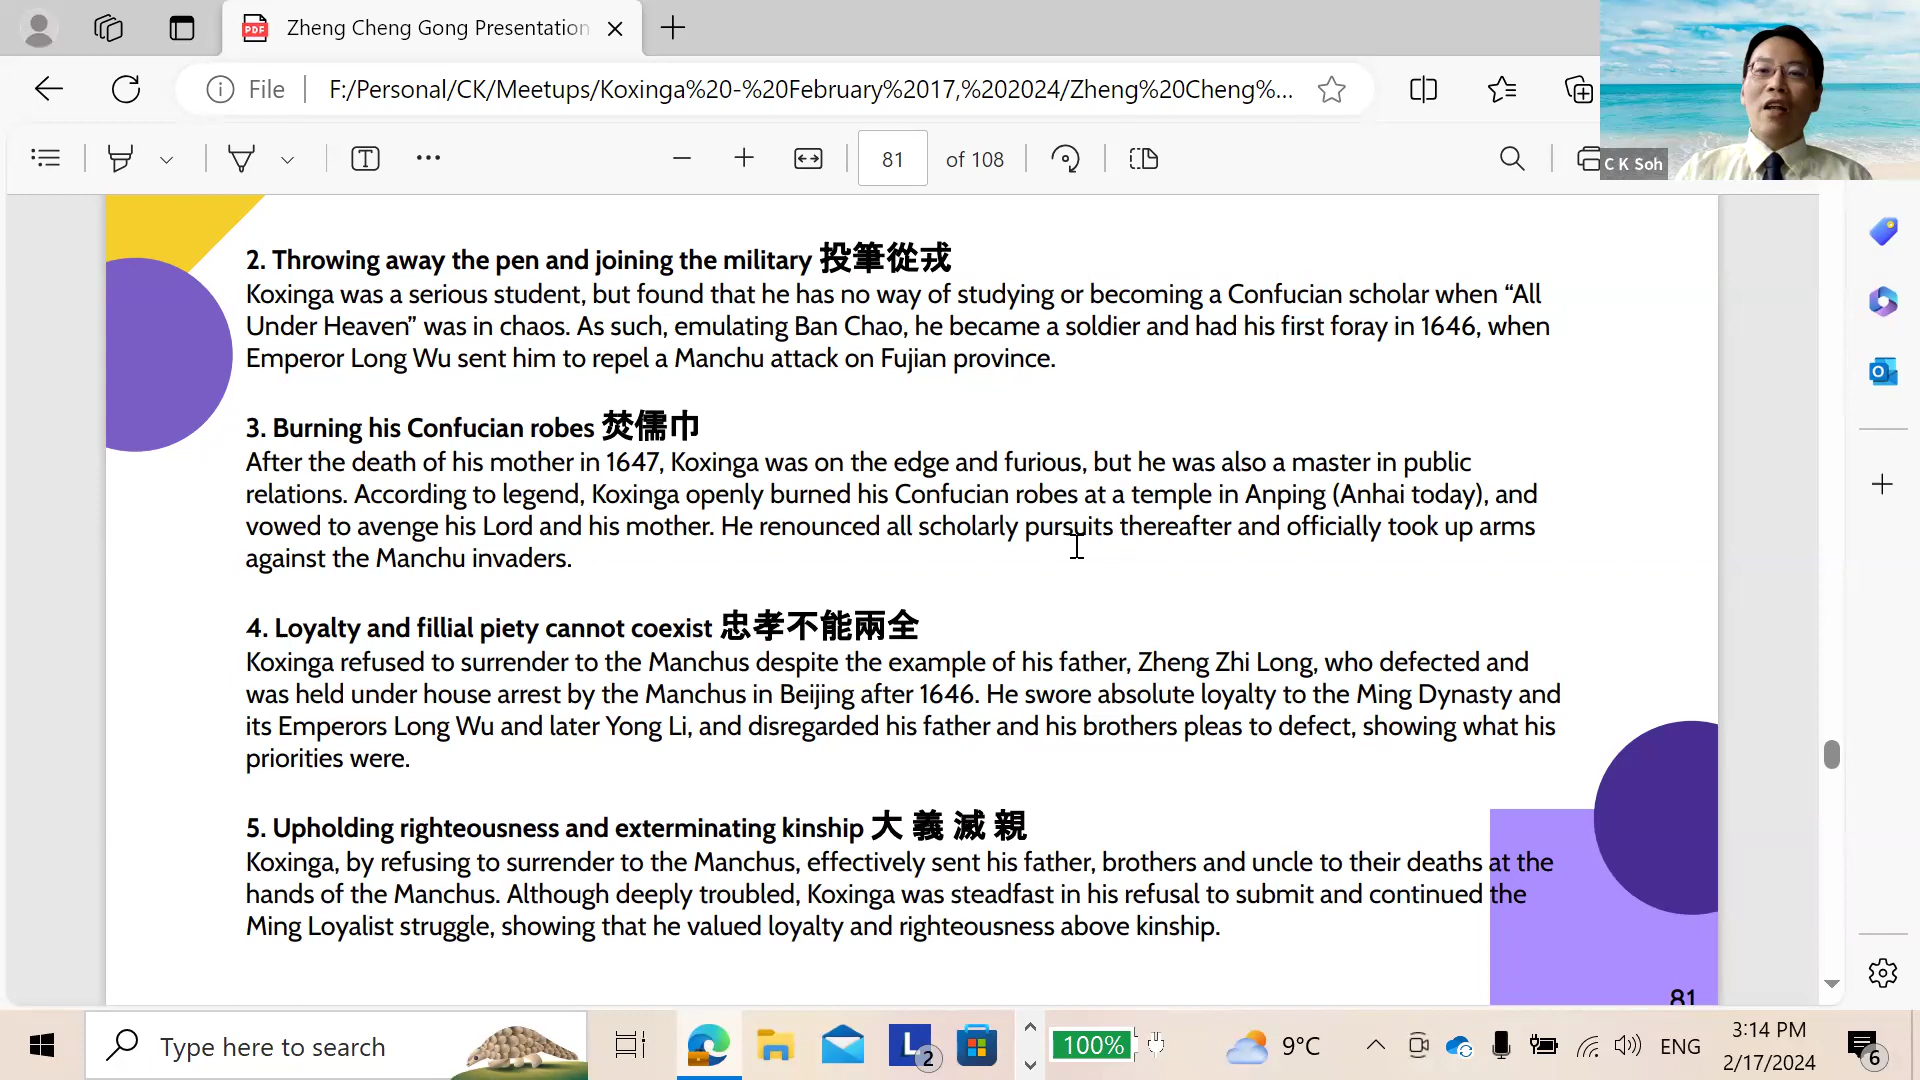 Zheng Cheng Gong Presentation
File
F:/Personal/CK/Meetups/Koxinga%20-%20February%2017,%202024/Zheng%20Cheng%...
81
of 108
C K Soh
2. Throwing away the pen and joining the military 投筆從戎
Koxinga was a serious student, but found that he has no way of studying or becoming a Confucian scholar when “All
Under Heaven” was in chaos. As such, emulating Ban Chao, he became a soldier and had his first foray in 1646, when
Emperor Long Wu sent him to repel a Manchu attack on Fujian province.
3. Burning his Confucian robes 焚儒巾
After the death of his mother in 1647, Koxinga was on the edge and furious, but he was also a master in public
relations. According to legend, Koxinga openly burned his Confucian robes at a temple in Anping (Anhai today), and
vowed to avenge his Lord and his mother. He renounced all scholarly pursuits thereafter and officially took up arms
against the Manchu invaders.
4. Loyalty and fillial piety cannot coexist 忠孝不能兩全
Koxinga refused to surrender to the Manchus despite the example of his father, Zheng Zhi Long, who defected and
was held under house arrest by the Manchus in Beijing after 1646. He swore absolute loyalty to the Ming Dynasty and
its Emperors Long Wu and later Yong Li, and disregarded his father and his brothers pleas to defect, showing what his
priorities were.
5. Upholding righteousness and exterminating kinship 大 義 滅 親
Koxinga, by refusing to surrender to the Manchus, effectively sent his father, brothers and uncle to their deaths at the
hands of the Manchus. Although deeply troubled, Koxinga was steadfast in his refusal to submit and continued the
Ming Loyalist struggle, showing that he valued loyalty and righteousness above kinship.
81
Type here to search
L
2
100%
9°C
ENG
3:14 PM
2/17/2024
6